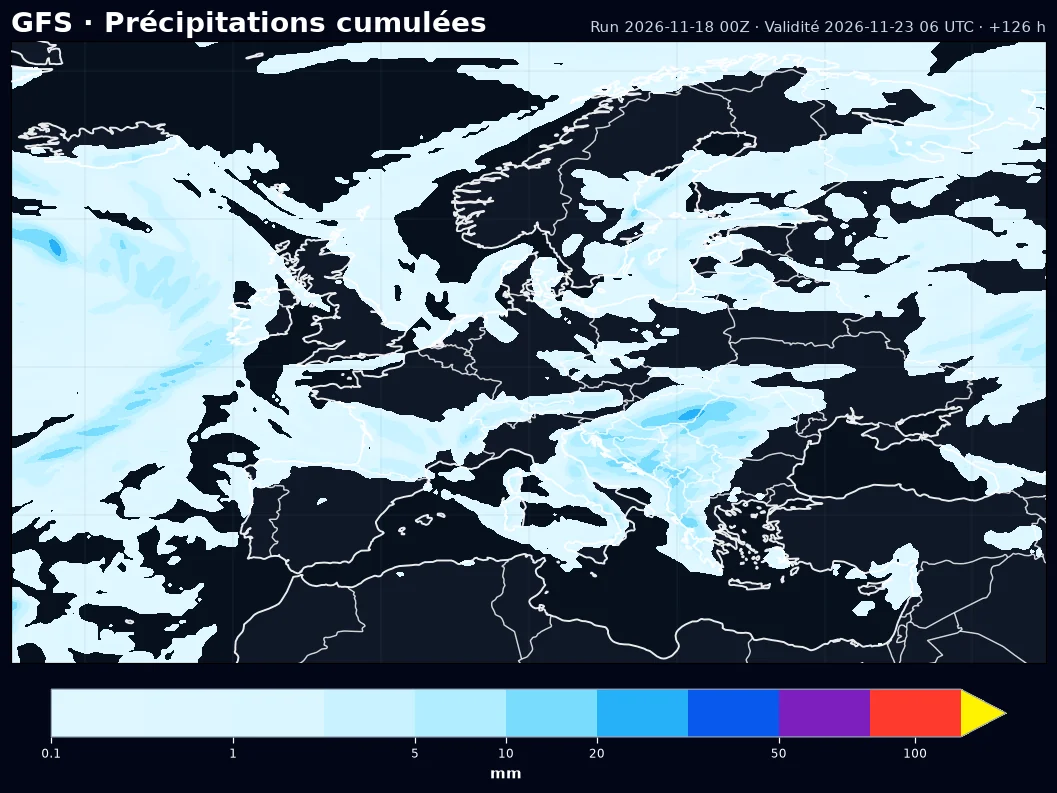 GFS · Précipitations cumulées
Run 2026-11-18 00Z · Validité 2026-11-23 06 UTC · +126 h
0.1 1 5 10 20 50 100
mm